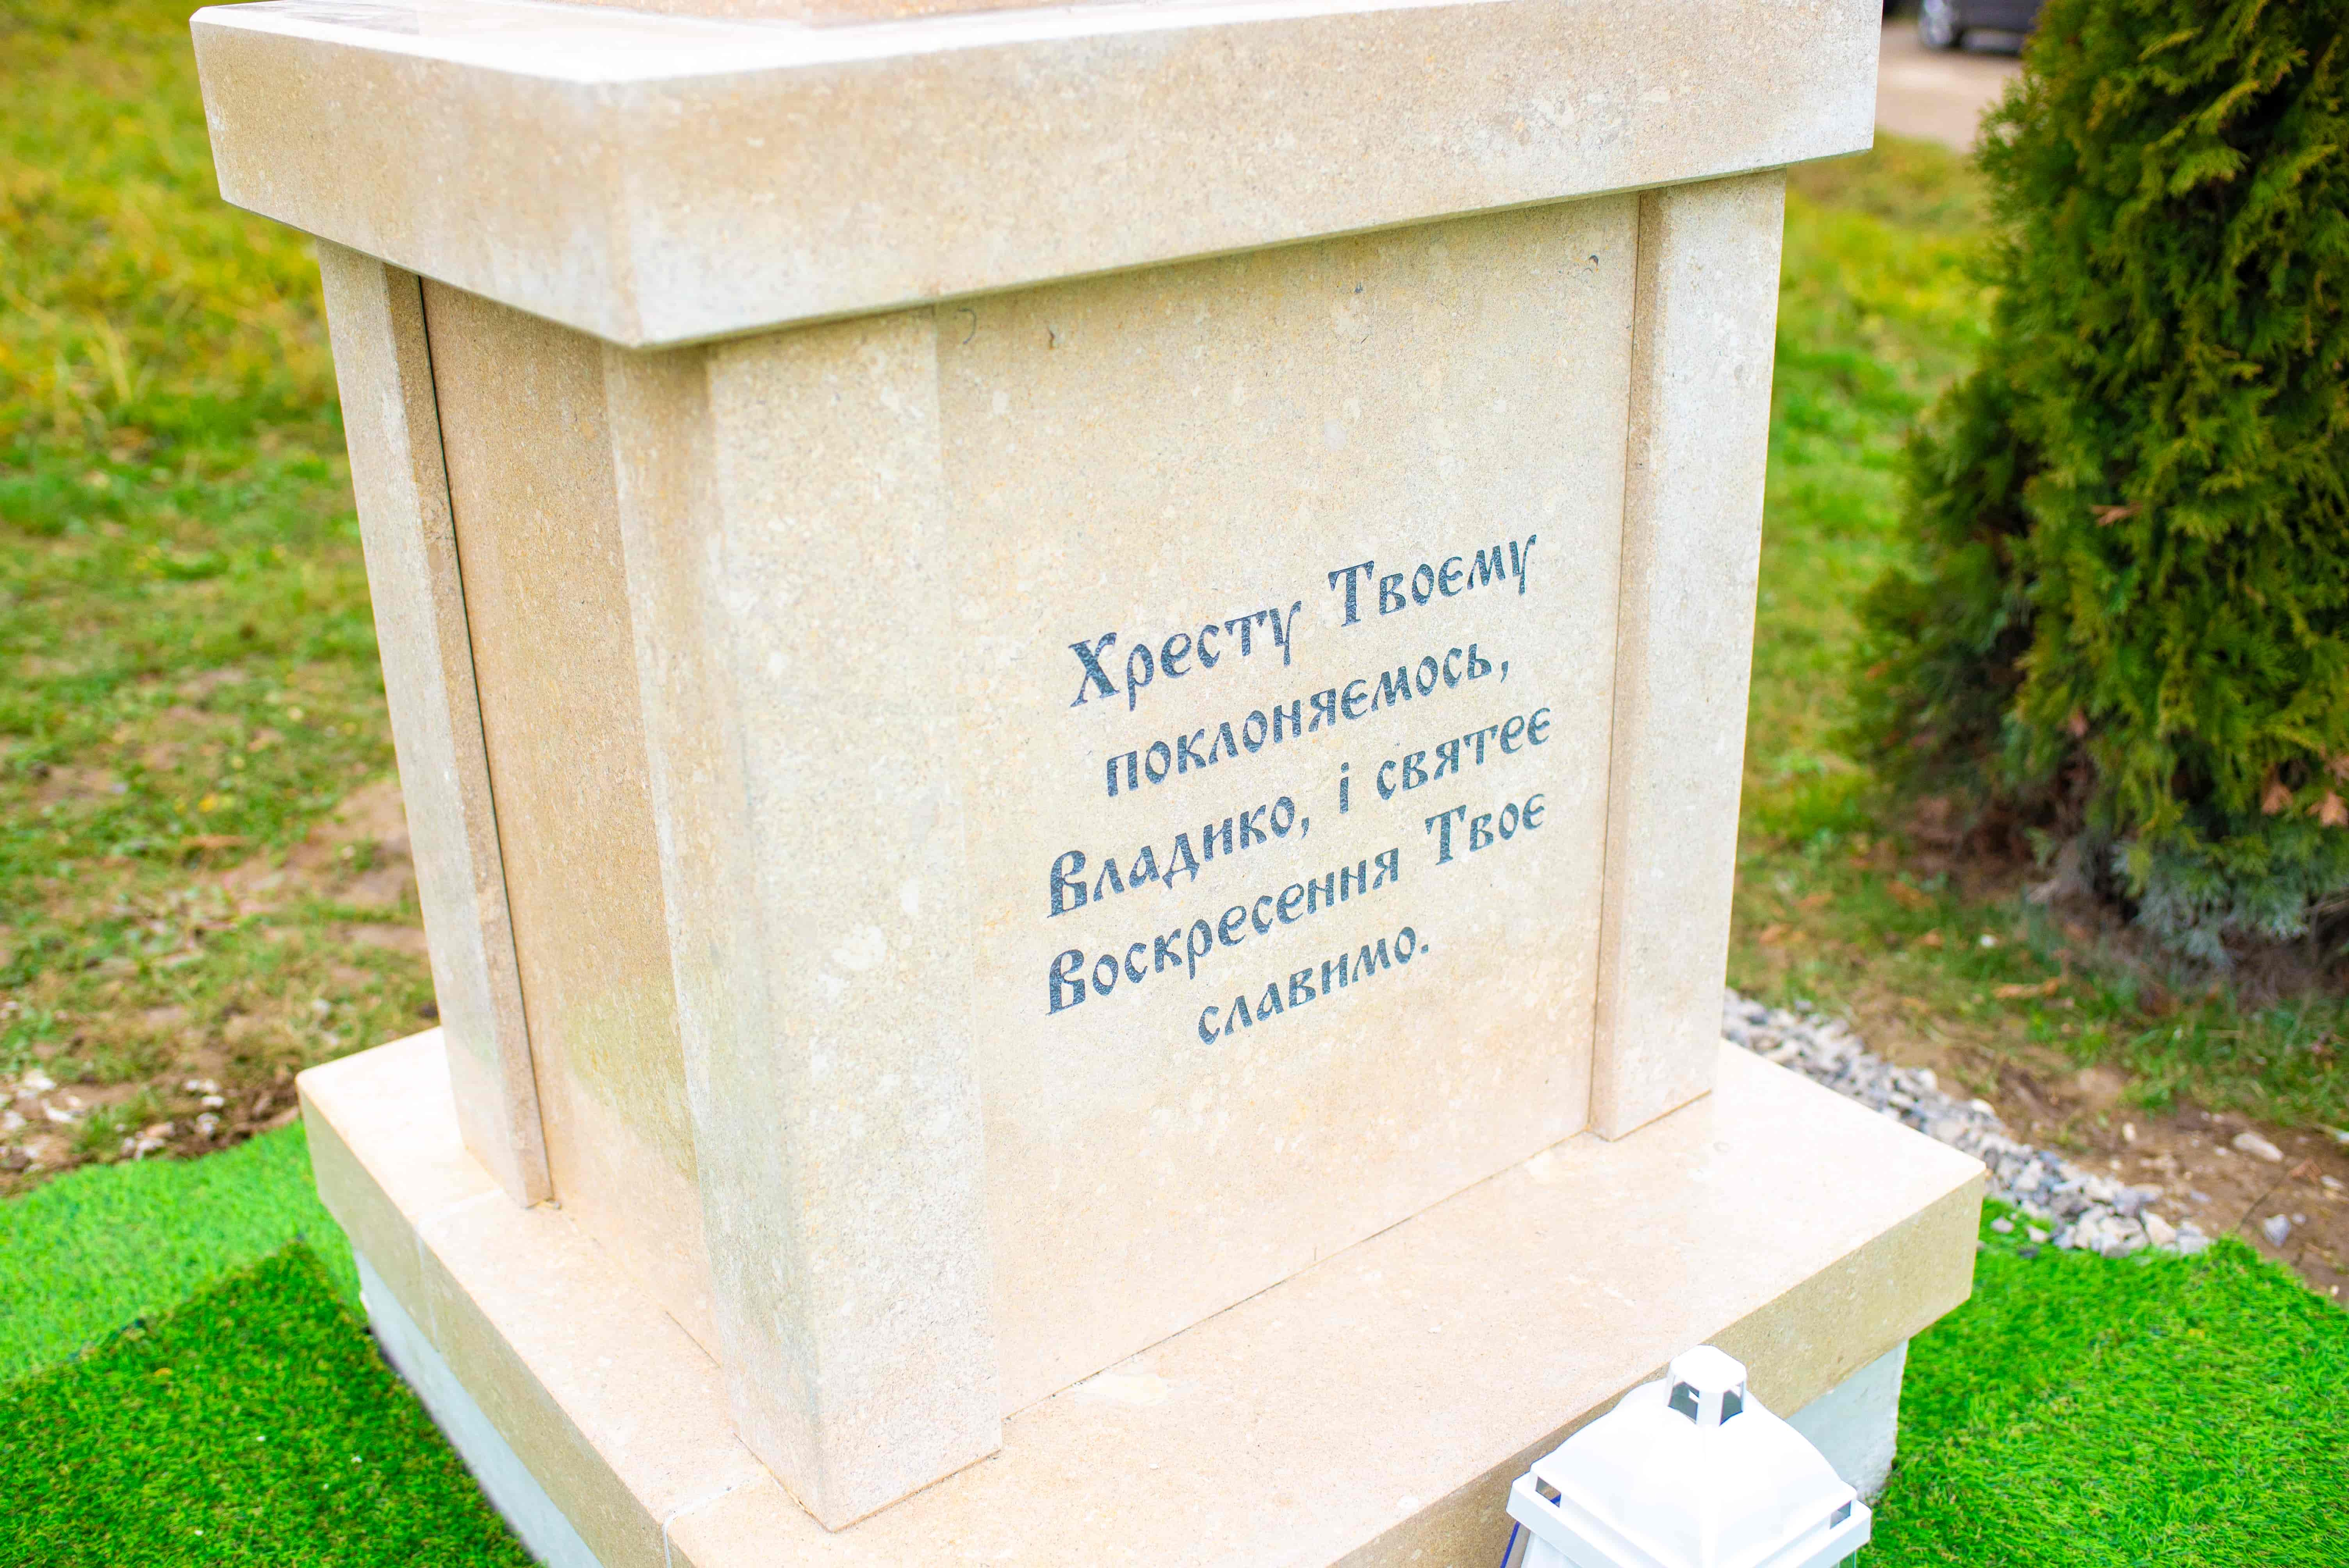 Хресту Твоєму
поклоняємось,
Владико, і святеє
Воскресення Твоє
славимо.